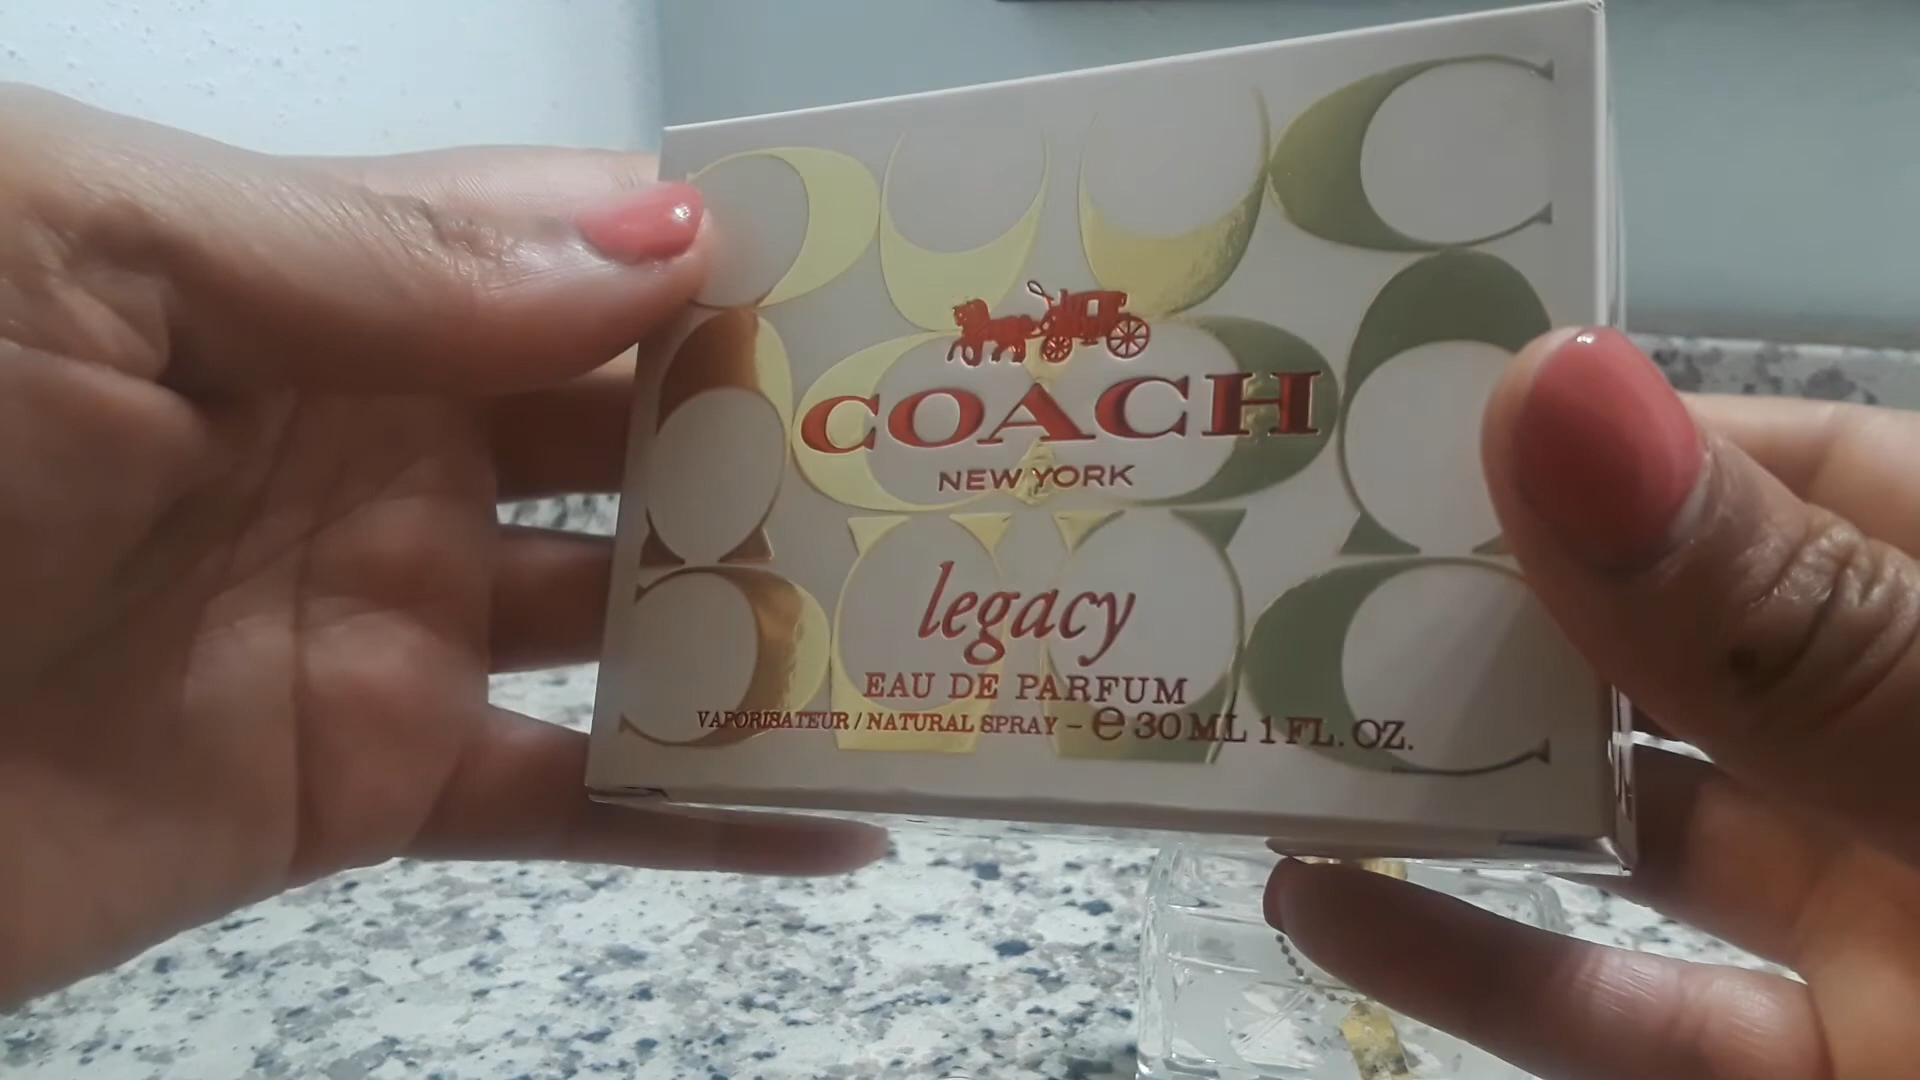 COACH
NEW YORK
legacy
EAU DE PARFUM
VAPORISATEUR / NATURAL SPRAY - e 30 ML 1 FL. OZ.